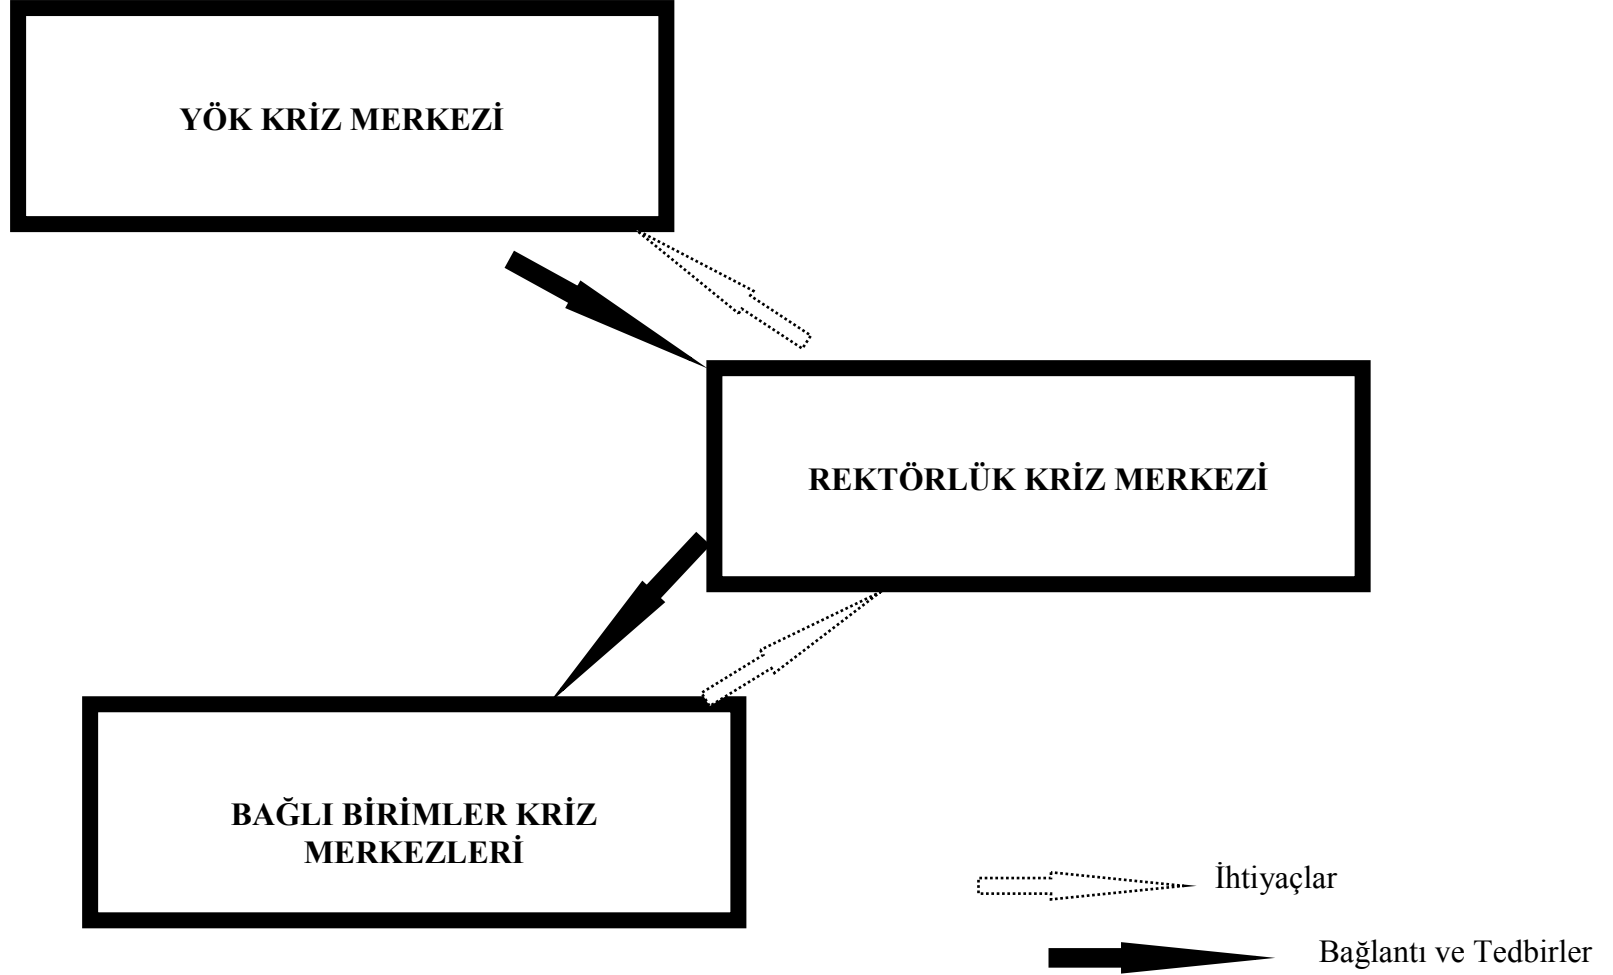 YÖK KRİZ MERKEZİ
REKTÖRLÜK KRİZ MERKEZİ
BAĞLI BİRİMLER KRİZ
MERKEZLERİ
İhtiyaçlar
Bağlantı ve Tedbirler